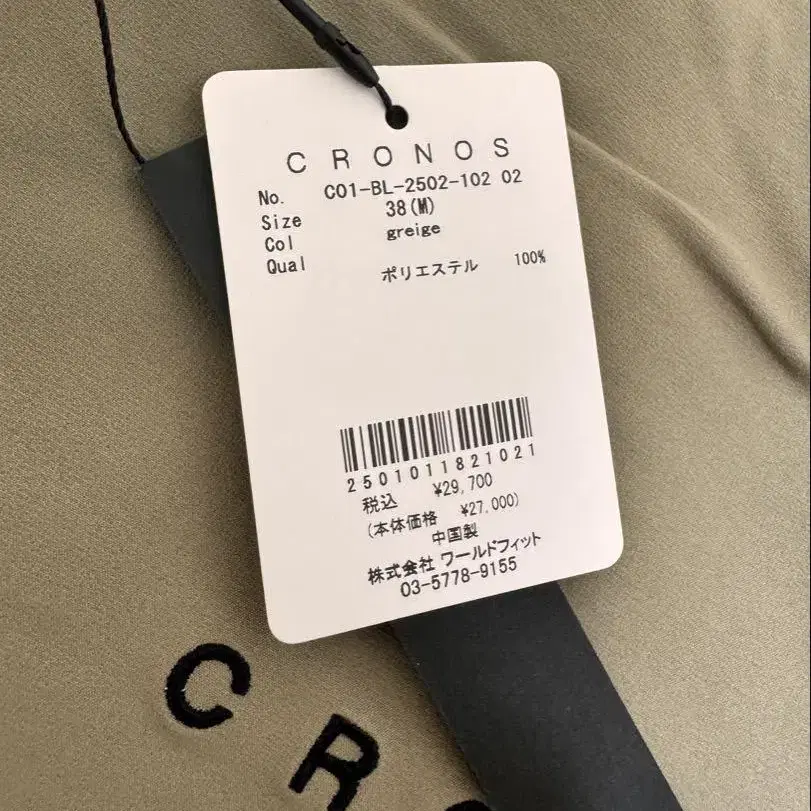 CRONOS
No. C01-BL-2502-102 02
Size 38(M)
Col greige
Qual ポリエステル 100%
2501011821021
税込 ¥29,700
(本体価格 ¥27,000)
中国製
株式会社 ワールドフィット
03-5778-9155
C R